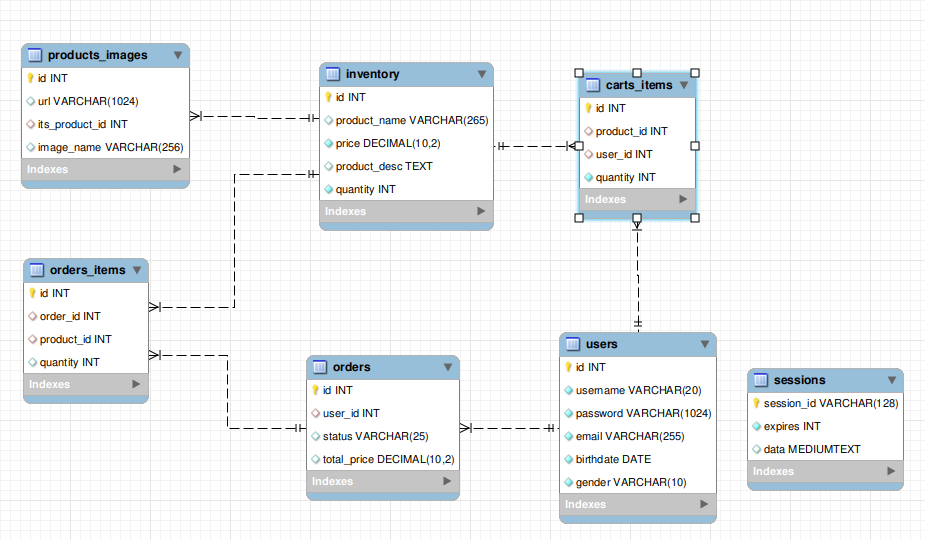 products_images
id INT
url VARCHAR(1024)
its_product_id INT
image_name VARCHAR(256)
Indexes
inventory
id INT
product_name VARCHAR(265)
price DECIMAL(10,2)
product_desc TEXT
quantity INT
Indexes
carts_items
id INT
product_id INT
user_id INT
quantity INT
Indexes
orders_items
id INT
order_id INT
product_id INT
quantity INT
Indexes
orders
id INT
user_id INT
status VARCHAR(25)
total_price DECIMAL(10,2)
Indexes
users
id INT
username VARCHAR(20)
password VARCHAR(1024)
email VARCHAR(255)
birthdate DATE
gender VARCHAR(10)
Indexes
sessions
session_id VARCHAR(128)
expires INT
data MEDIUMTEXT
Indexes